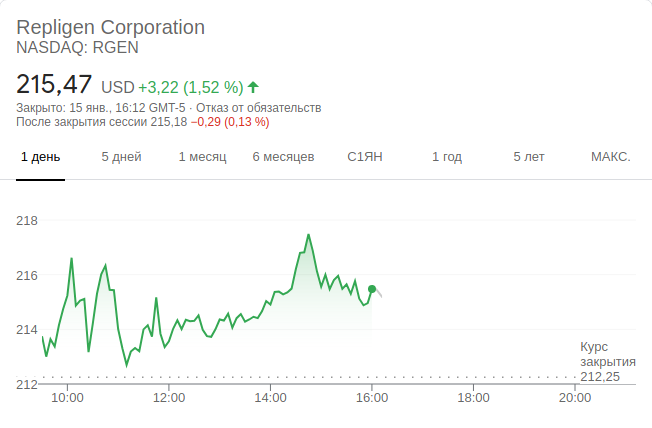 Repligen Corporation
NASDAQ: RGEN
215,47 USD +3,22 (1,52 %)
Закрыто: 15 янв., 16:12 GMT-5 · Отказ от обязательств
После закрытия сессии 215,18 −0,29 (0,13 %)
1 день 5 дней 1 месяц 6 месяцев С1ЯН 1 год 5 лет МАКС.
218
216
214
Курс
закрытия
212,25
212
10:00 12:00 14:00 16:00 18:00 20:00